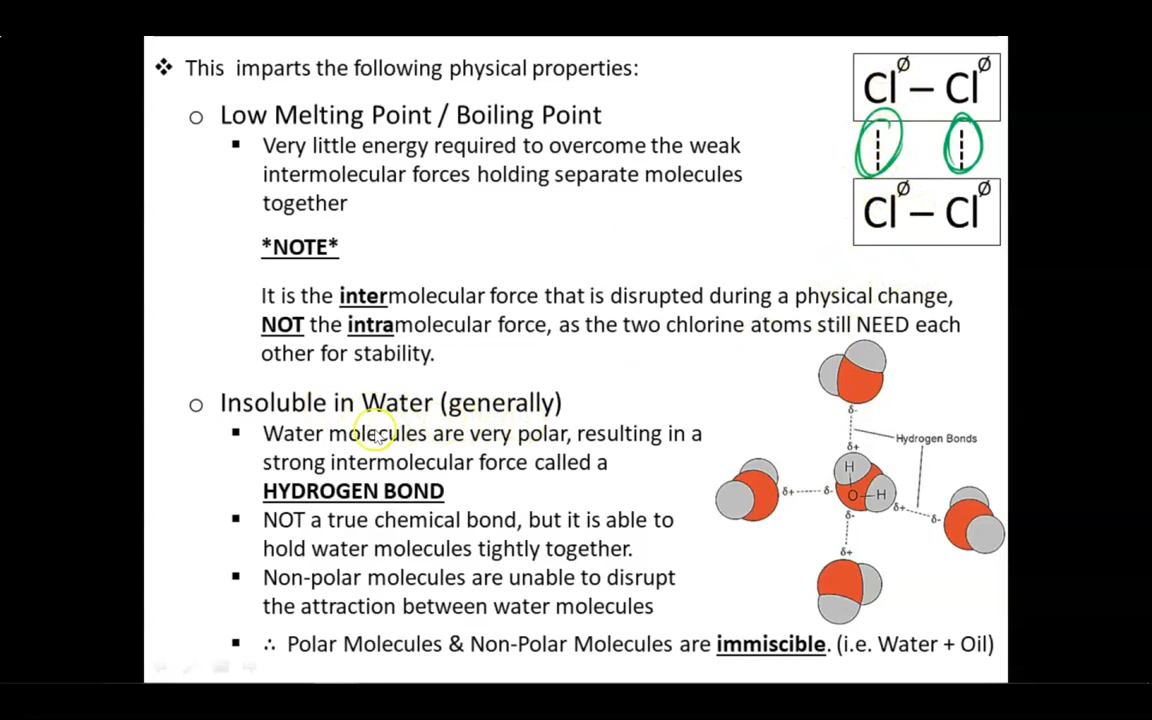 ❖ This imparts the following physical properties:
o Low Melting Point / Boiling Point
▪ Very little energy required to overcome the weak
intermolecular forces holding separate molecules
together
*NOTE*
It is the intermolecular force that is disrupted during a physical change,
NOT the intramolecular force, as the two chlorine atoms still NEED each
other for stability.
o Insoluble in Water (generally)
▪ Water molecules are very polar, resulting in a
strong intermolecular force called a
HYDROGEN BOND
▪ NOT a true chemical bond, but it is able to
hold water molecules tightly together.
▪ Non-polar molecules are unable to disrupt
the attraction between water molecules
▪ ∴ Polar Molecules & Non-Polar Molecules are immiscible. (i.e. Water + Oil)
Cl⌀ – Cl⌀
Cl⌀ – Cl⌀
δ-
Hydrogen Bonds
δ+
H
δ+ δ- O–H δ+ δ-
δ-
δ+